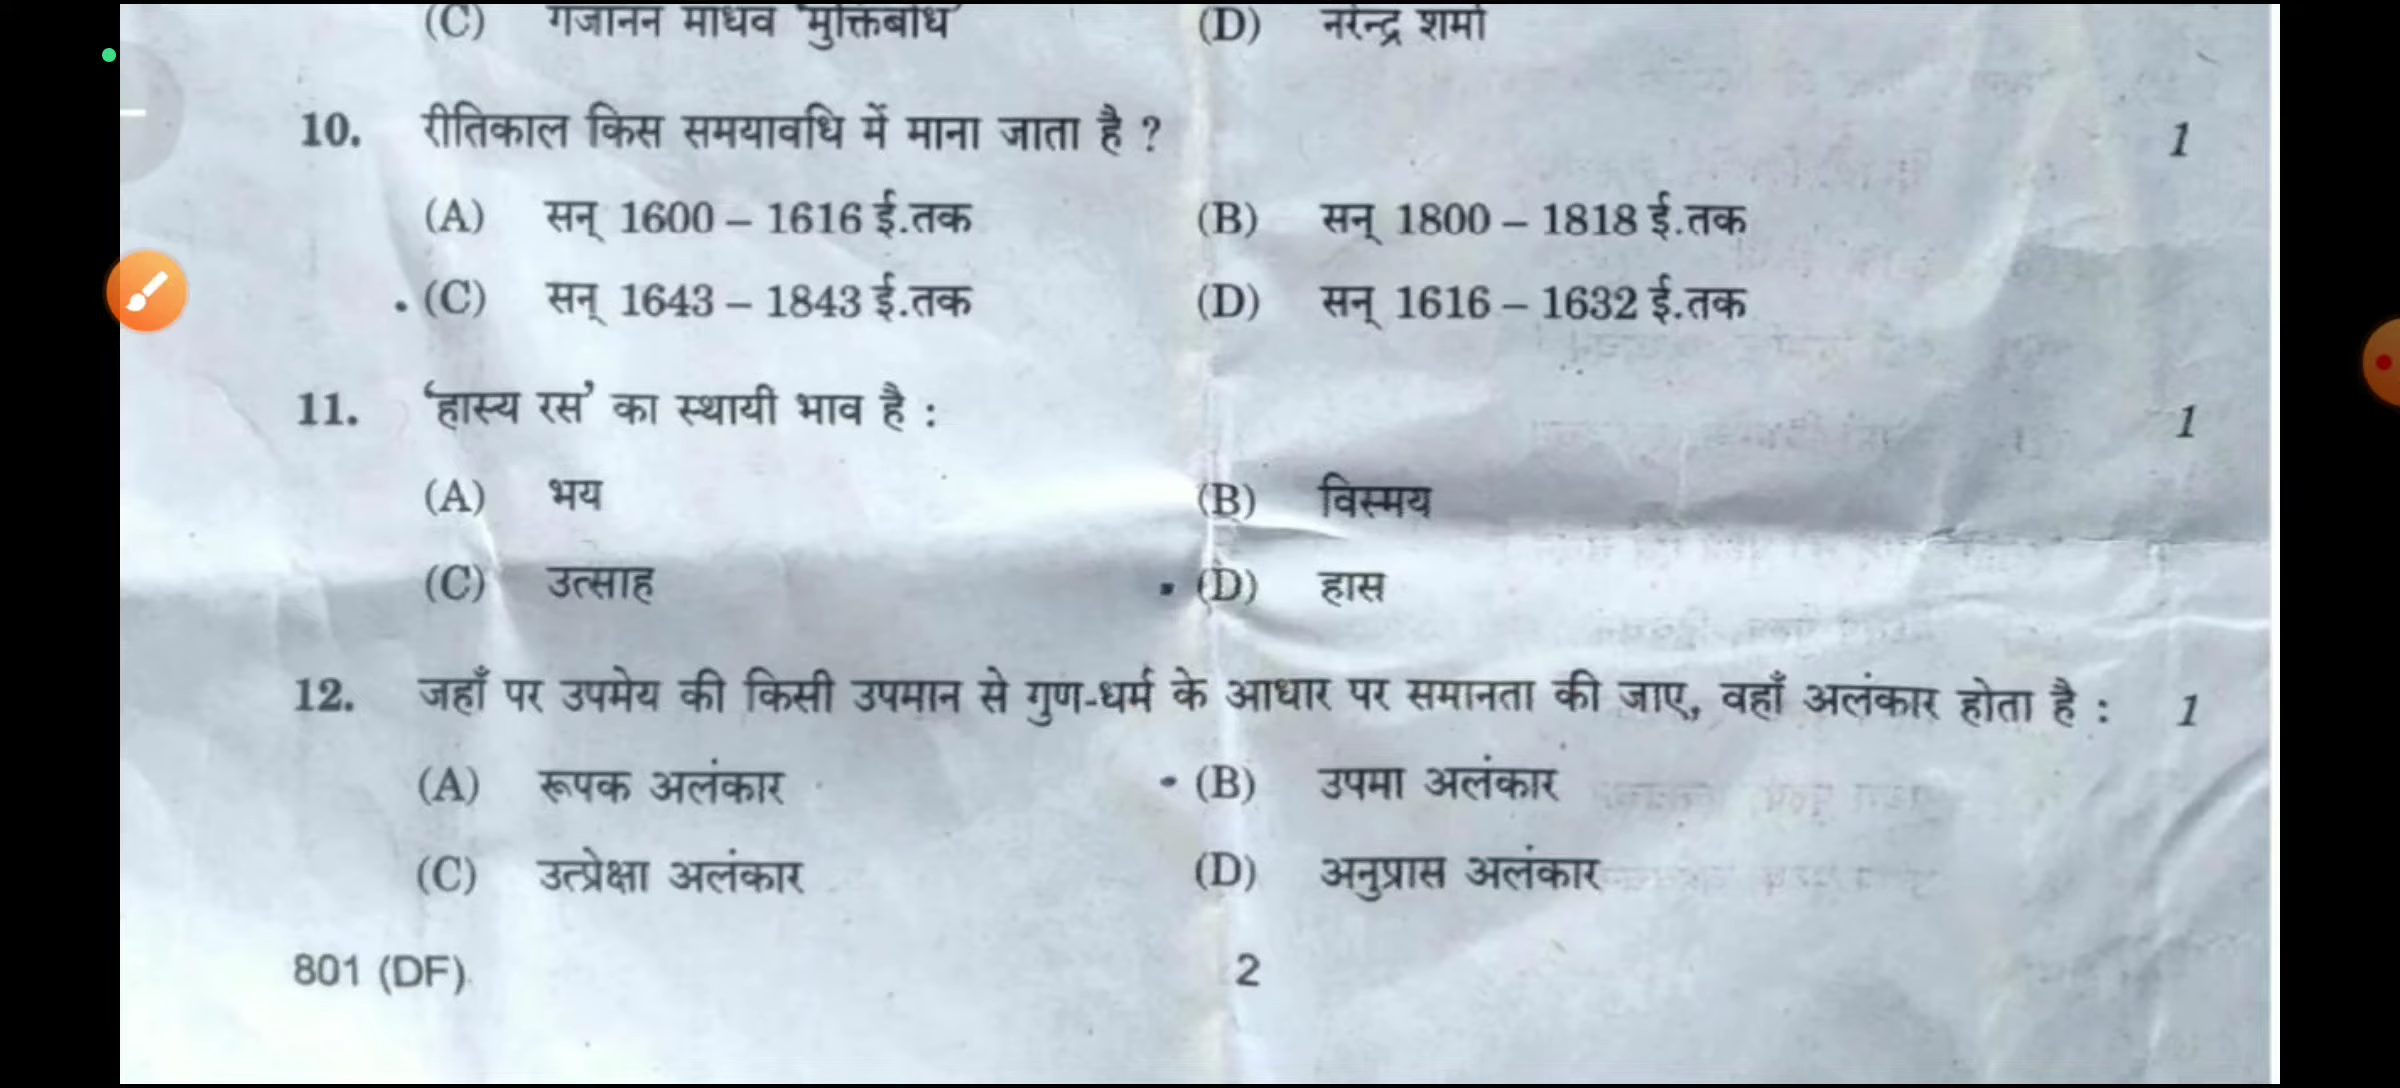 (C) गजानन माधव 'मुक्तिबोध' (D) नरेन्द्र शर्मा
10. रीतिकाल किस समयावधि में माना जाता है ? 1
(A) सन् 1600 – 1616 ई.तक (B) सन् 1800 – 1818 ई.तक
(C) सन् 1643 – 1843 ई.तक (D) सन् 1616 – 1632 ई.तक
11. 'हास्य रस' का स्थायी भाव है : 1
(A) भय (B) विस्मय
(C) उत्साह (D) हास
12. जहाँ पर उपमेय की किसी उपमान से गुण-धर्म के आधार पर समानता की जाए, वहाँ अलंकार होता है : 1
(A) रूपक अलंकार (B) उपमा अलंकार
(C) उत्प्रेक्षा अलंकार (D) अनुप्रास अलंकार
801 (DF) 2